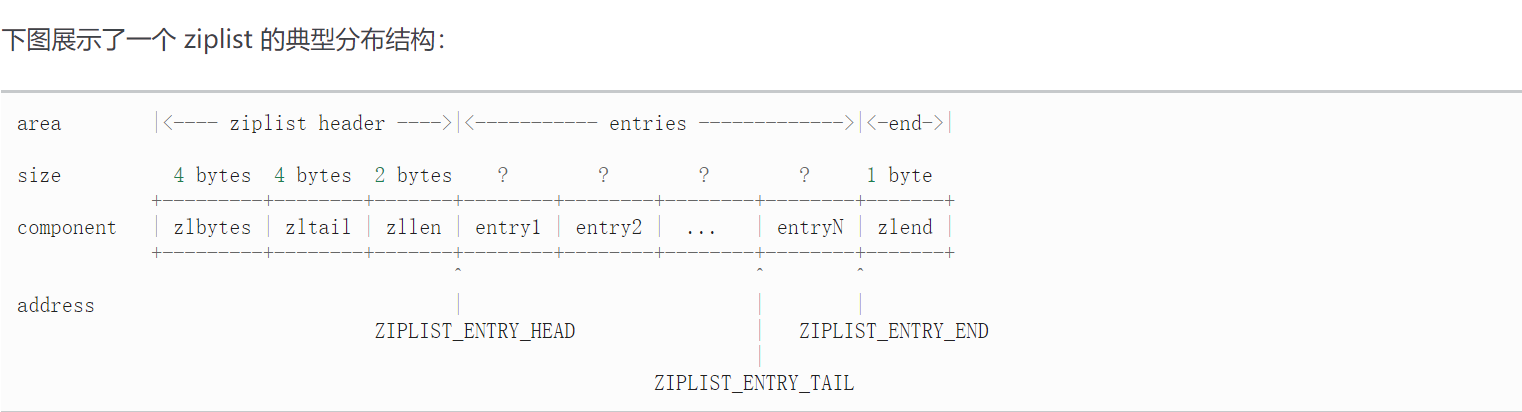 下图展示了一个 ziplist 的典型分布结构：
area |<---- ziplist header ---->|<----------- entries ------------->|<-end->|
size 4 bytes 4 bytes 2 bytes ? ? ? ? 1 byte
+---------+--------+-------+--------+--------+--------+--------+-------+
component | zlbytes | zltail | zllen | entry1 | entry2 | ... | entryN | zlend |
+---------+--------+-------+--------+--------+--------+--------+-------+
^ ^ ^
address | | |
ZIPLIST_ENTRY_HEAD | ZIPLIST_ENTRY_END
|
ZIPLIST_ENTRY_TAIL